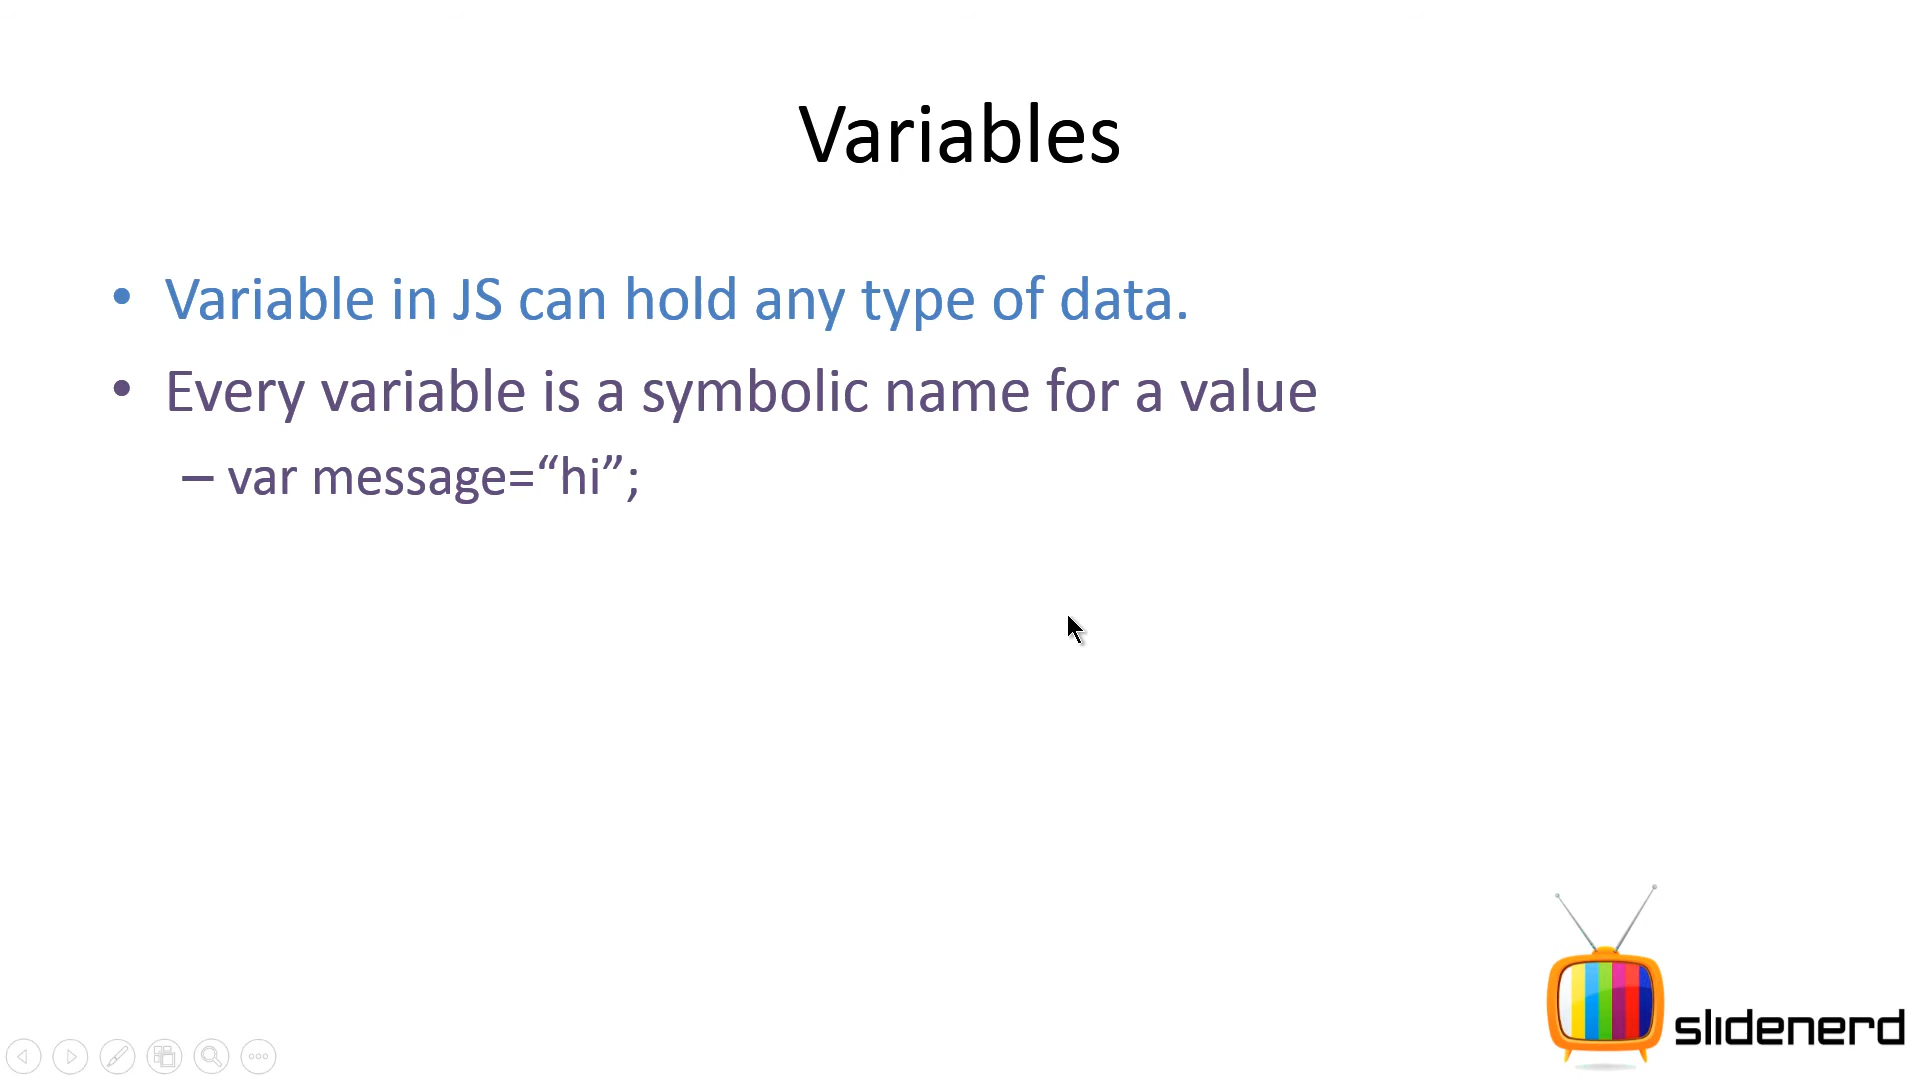 Variables
• Variable in JS can hold any type of data.
• Every variable is a symbolic name for a value
– var message=“hi”;
slidenerd